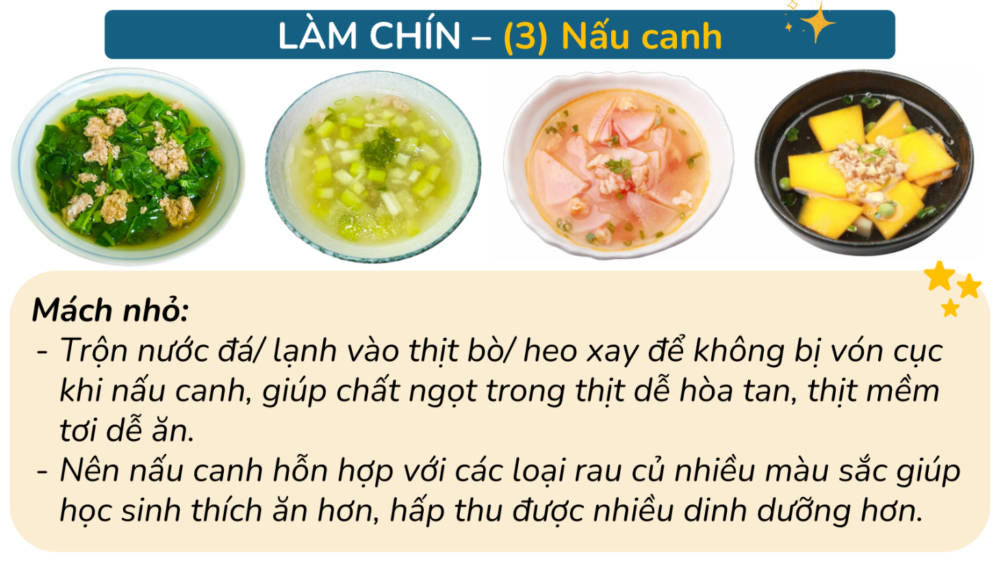 LÀM CHÍN – (3) Nấu canh
Mách nhỏ:
- Trộn nước đá/ lạnh vào thịt bò/ heo xay để không bị vón cục
khi nấu canh, giúp chất ngọt trong thịt dễ hòa tan, thịt mềm
tơi dễ ăn.
- Nên nấu canh hỗn hợp với các loại rau củ nhiều màu sắc giúp
học sinh thích ăn hơn, hấp thu được nhiều dinh dưỡng hơn.